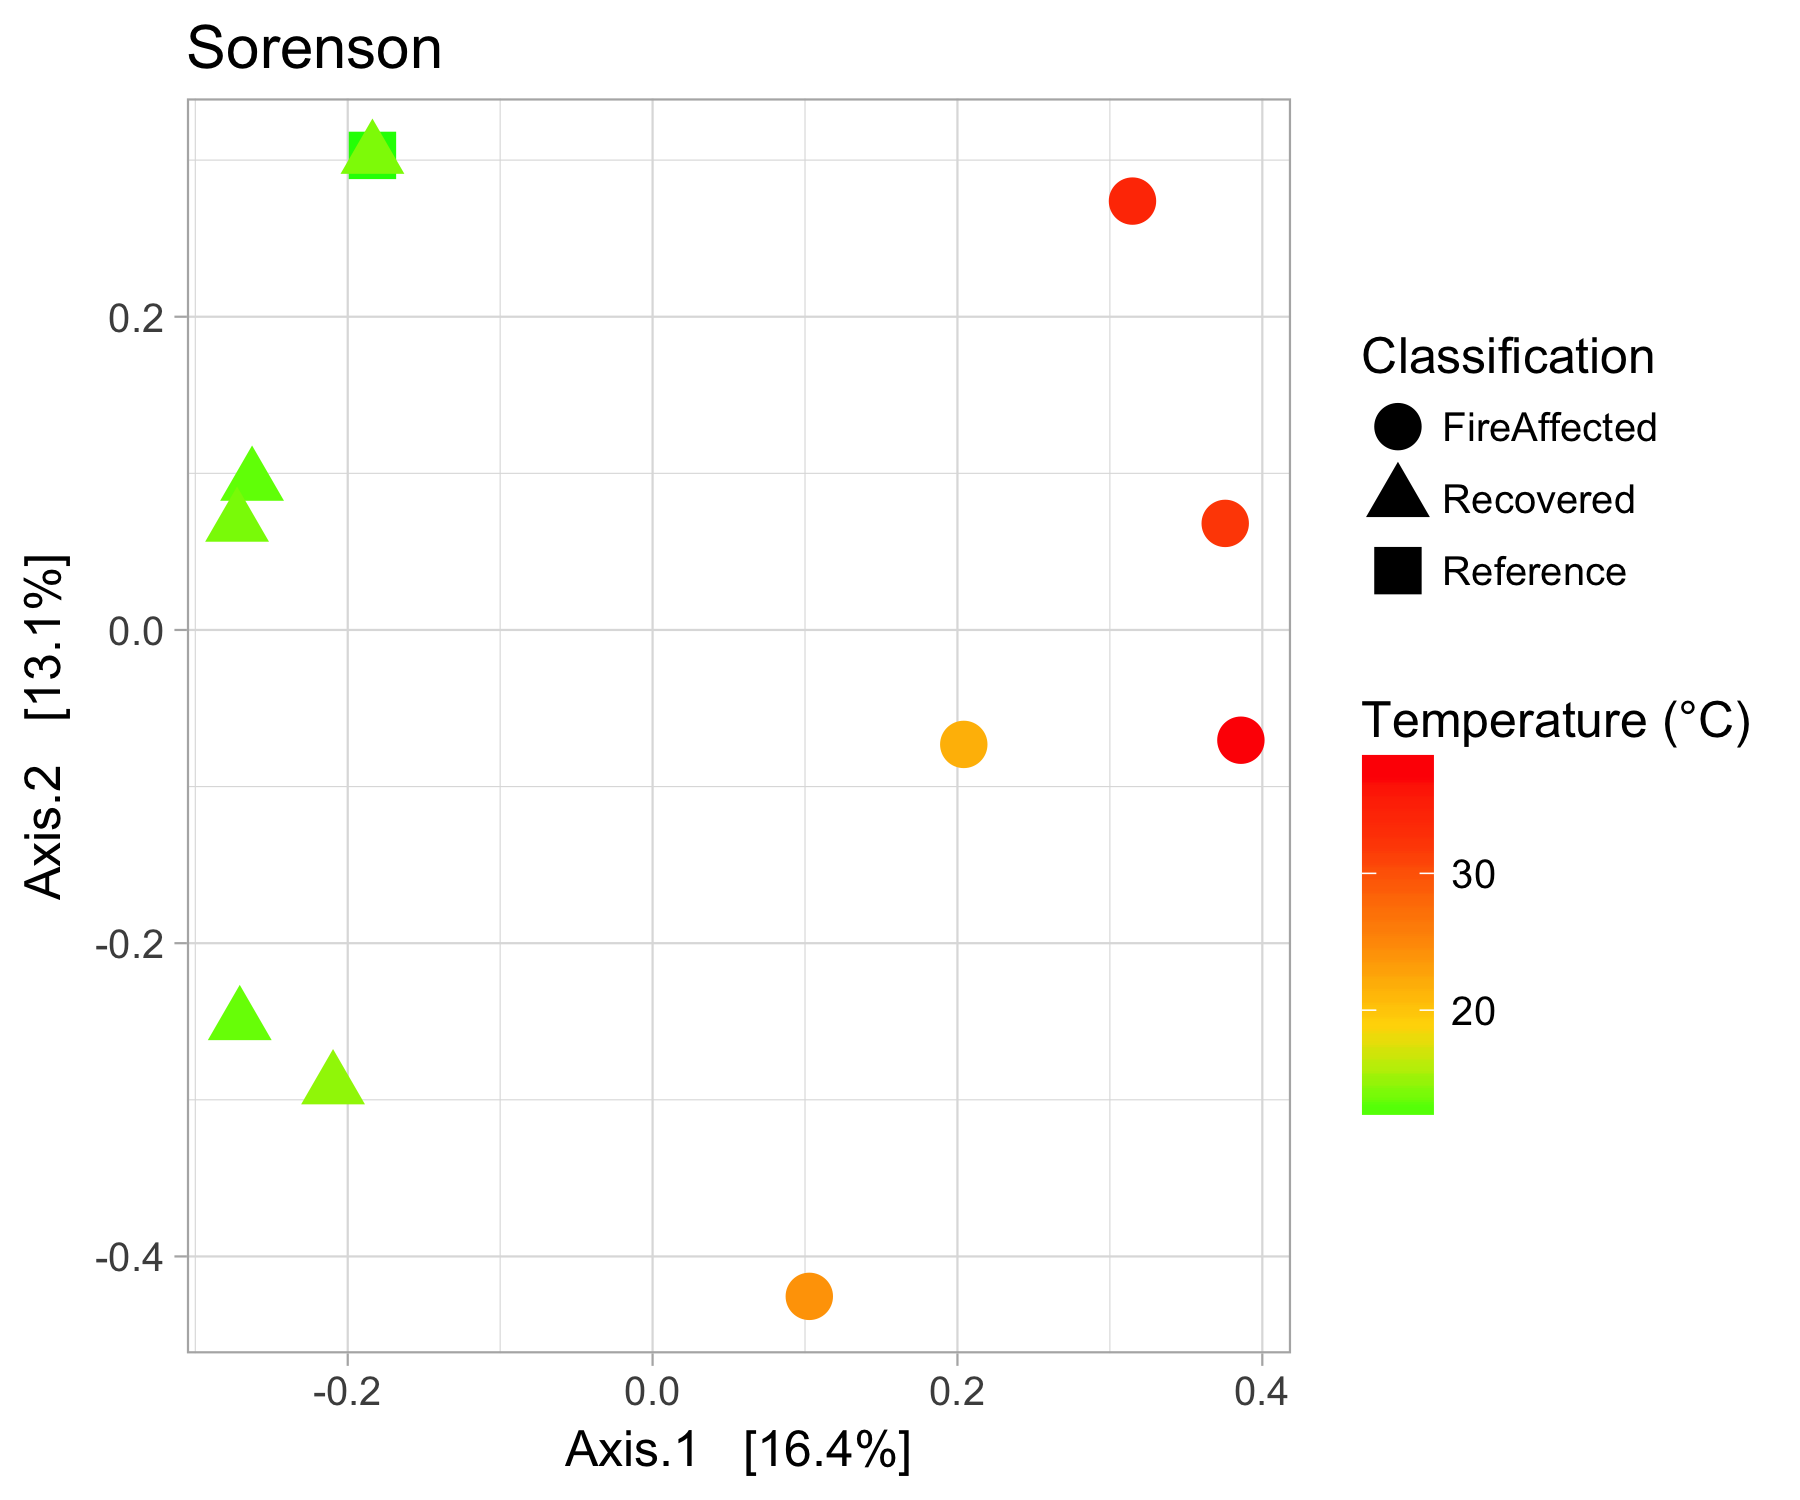 Sorenson
0.2
0.0
-0.2
-0.4
Axis.2 [13.1%]
-0.2 0.0 0.2 0.4
Axis.1 [16.4%]
Classification
FireAffected
Recovered
Reference
Temperature (°C)
30
20